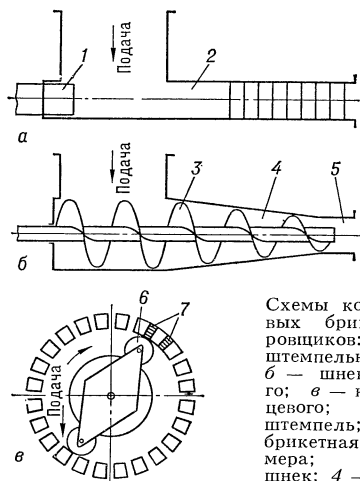 1
Подача
2
а
Подача
3
4
5
б
6
7
Подача
в
Схемы ко
вых брик
ровщиков:
штемпельн
б — шнек
го; в — к
цевого;
штемпель;
брикетная
мера;
шнек; 4 —